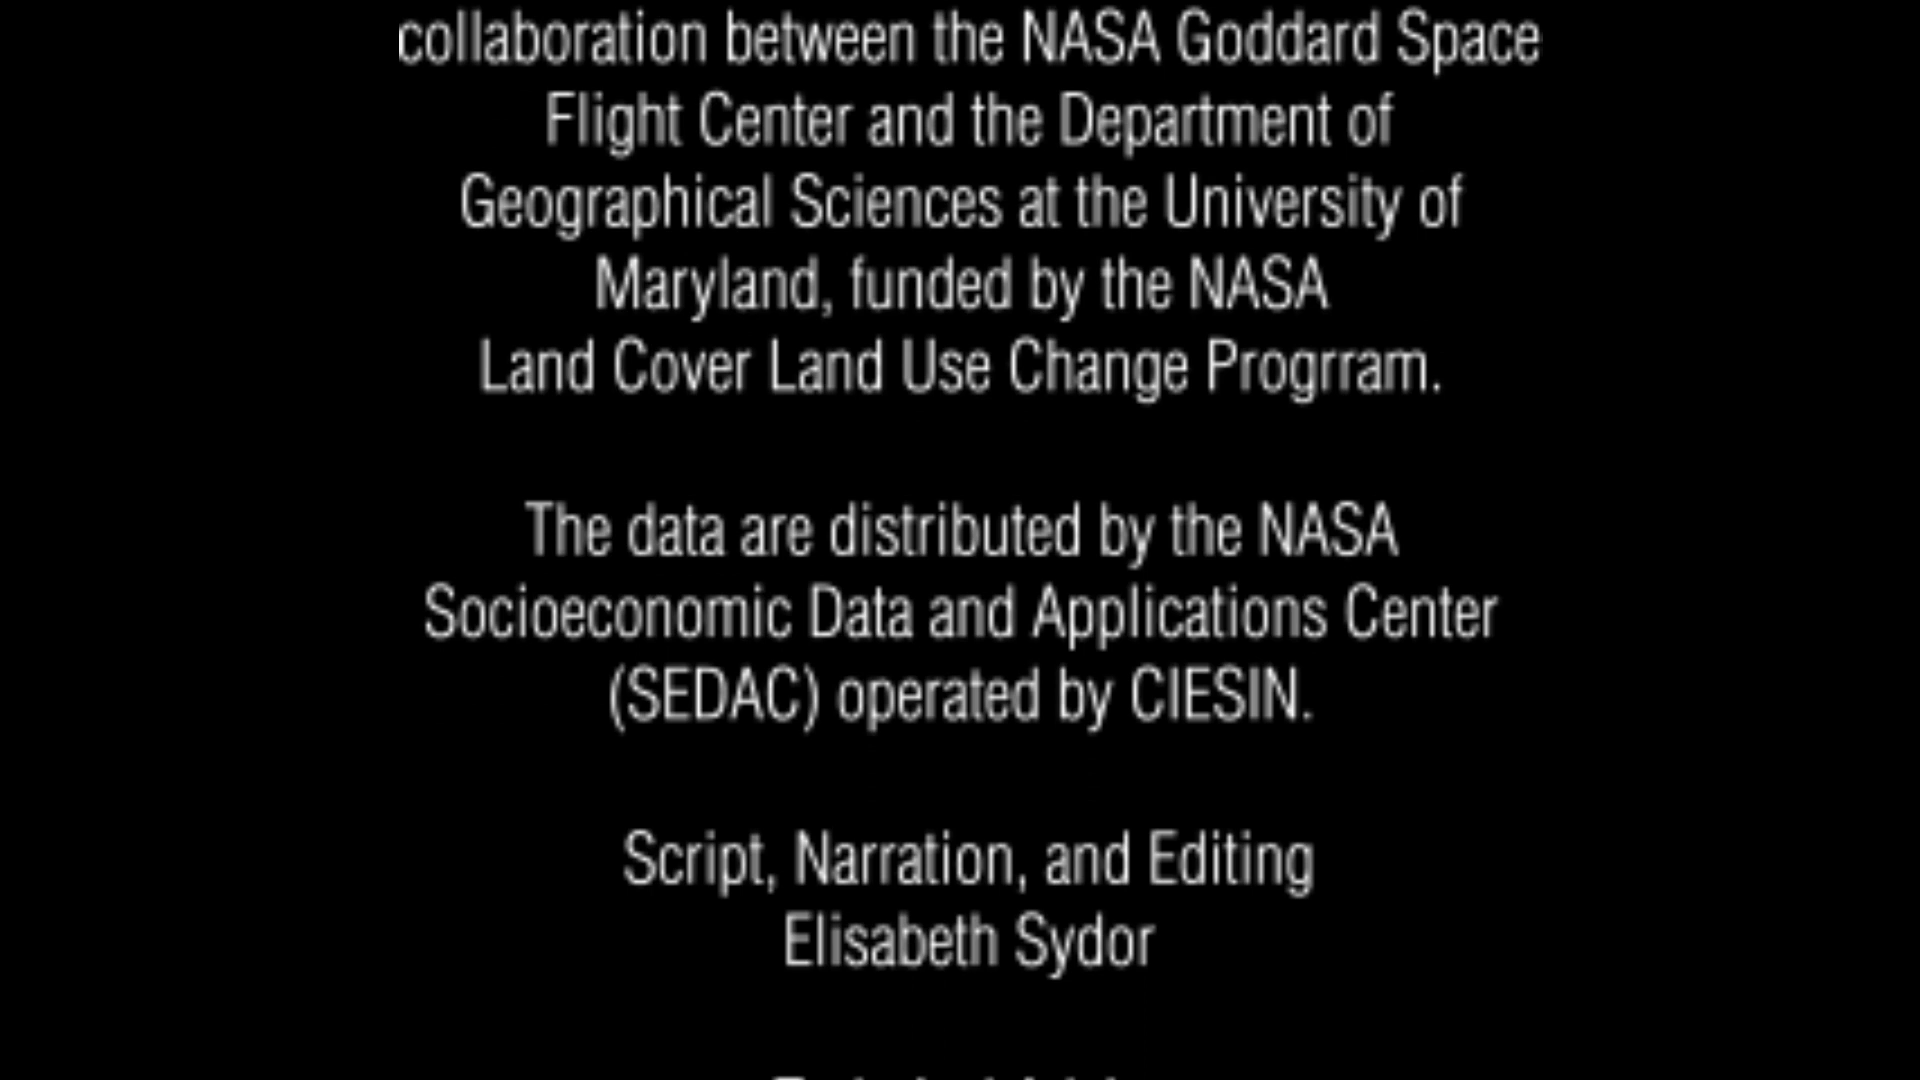 collaboration between the NASA Goddard Space
Flight Center and the Department of
Geographical Sciences at the University of
Maryland, funded by the NASA
Land Cover Land Use Change Progrram.
The data are distributed by the NASA
Socioeconomic Data and Applications Center
(SEDAC) operated by CIESIN.
Script, Narration, and Editing
Elisabeth Sydor